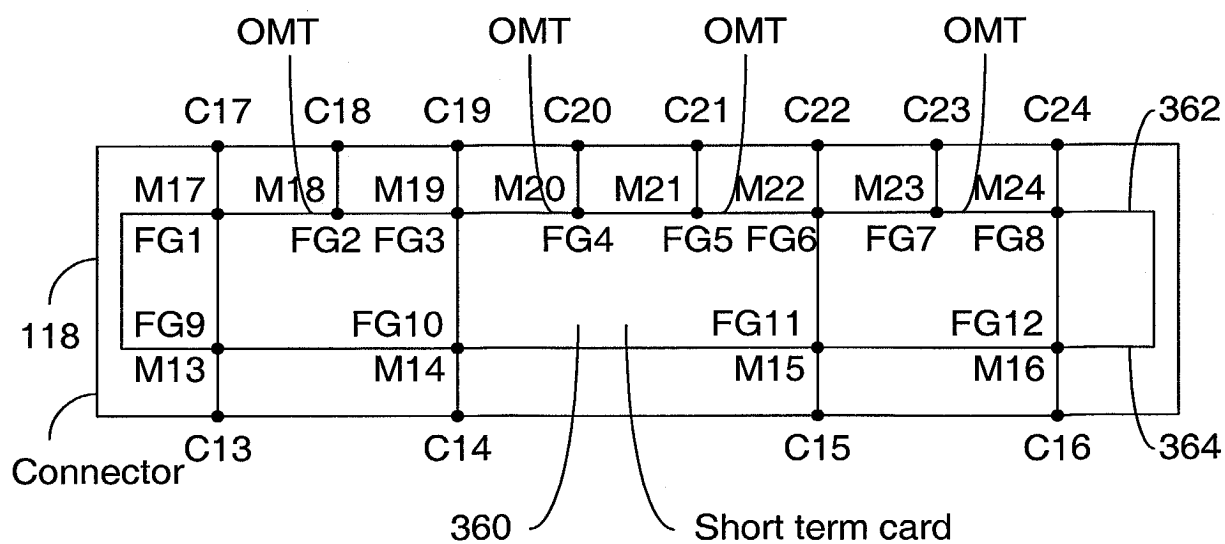 OMT OMT OMT OMT
C17 C18 C19 C20 C21 C22 C23 C24 362
M17 M18 M19 M20 M21 M22 M23 M24
FG1 FG2 FG3 FG4 FG5 FG6 FG7 FG8
118 FG9 FG10 FG11 FG12
M13 M14 M15 M16
C13 C14 C15 C16 364
Connector
360 Short term card